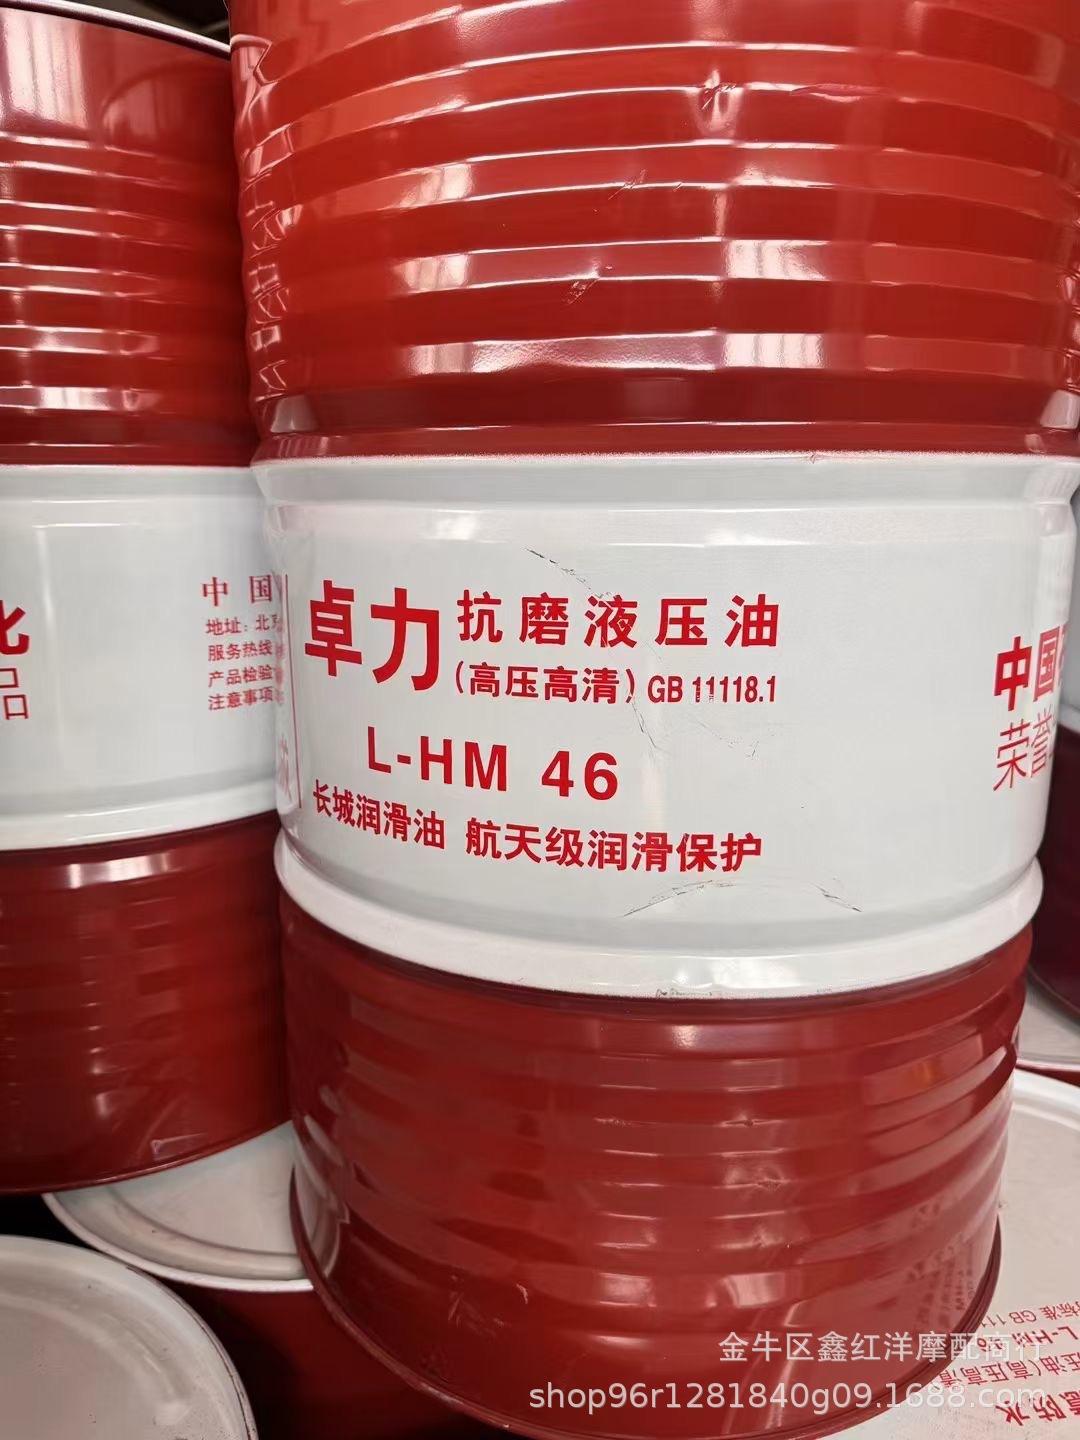 中国
地址：北
服务热线
产品检验
注意事项
品
卓力 抗磨液压油
(高压高清) GB 11118.1
L-HM 46
长城润滑油 航天级润滑保护
中国
荣誉
金牛区鑫红洋摩配商行
shop96r1281840g09.1688.com